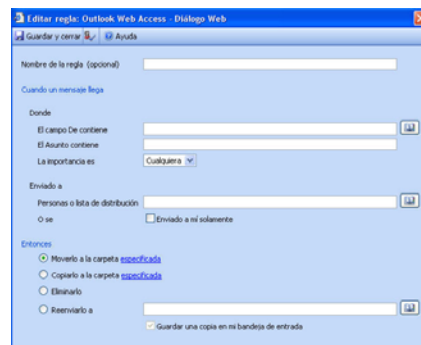 Editar regla: Outlook Web Access - Diálogo Web
Guardar y cerrar Ayuda
Nombre de la regla (opcional)
Cuando un mensaje llega
Donde
El campo De contiene
El Asunto contiene
La importancia es Cualquiera
Enviado a
Personas o lista de distribución
O se Enviado a mí solamente
Entonces
Moverlo a la carpeta especificada
Copiarlo a la carpeta especificada
Eliminarlo
Reenviarlo a
Guardar una copia en mi bandeja de entrada